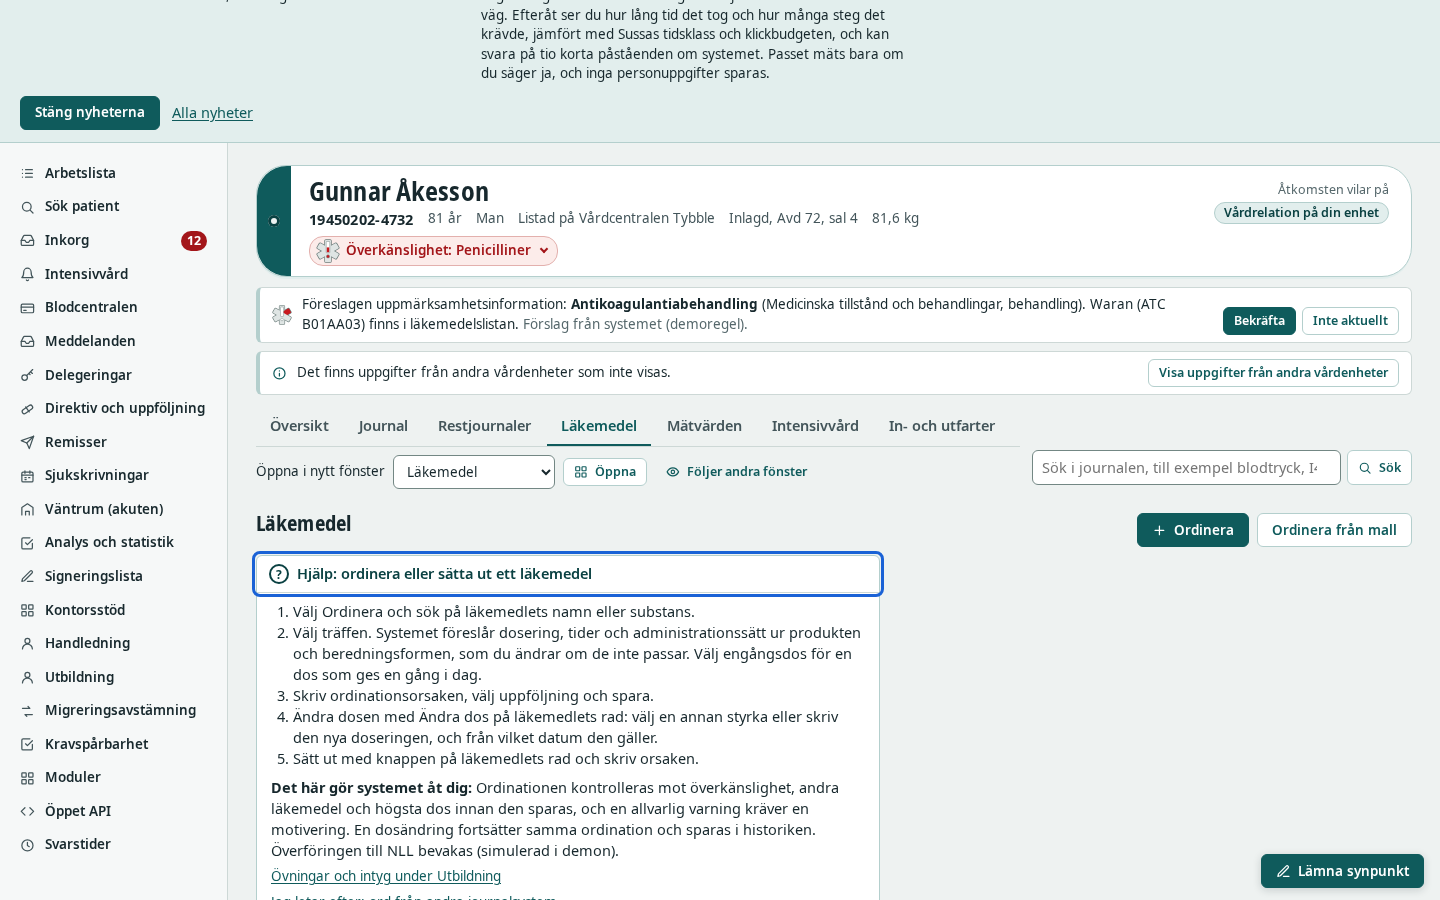 väg. Efteråt ser du hur lång tid det tog och hur många steg det
krävde, jämfört med Sussas tidsklass och klickbudgeten, och kan
svara på tio korta påståenden om systemet. Passet mäts bara om
du säger ja, och inga personuppgifter sparas.
Stäng nyheterna
Alla nyheter
Arbetslista
Sök patient
Inkorg
12
Intensivvård
Blodcentralen
Meddelanden
Delegeringar
Direktiv och uppföljning
Remisser
Sjukskrivningar
Väntrum (akuten)
Analys och statistik
Signeringslista
Kontorsstöd
Handledning
Utbildning
Migreringsavstämning
Kravspårbarhet
Moduler
Öppet API
Svarstider
Gunnar Åkesson
19450202-4732 81 år Man Listad på Vårdcentralen Tybble Inlagd, Avd 72, sal 4 81,6 kg
Överkänslighet: Penicilliner
Åtkomsten vilar på
Vårdrelation på din enhet
Föreslagen uppmärksamhetsinformation: Antikoagulantiabehandling (Medicinska tillstånd och behandlingar, behandling). Waran (ATC
B01AA03) finns i läkemedelslistan. Förslag från systemet (demoregel).
Bekräfta
Inte aktuellt
Det finns uppgifter från andra vårdenheter som inte visas.
Visa uppgifter från andra vårdenheter
Översikt
Journal
Restjournaler
Läkemedel
Mätvärden
Intensivvård
In- och utfarter
Öppna i nytt fönster
Läkemedel
Öppna
Följer andra fönster
Sök i journalen, till exempel blodtryck, I
Sök
Läkemedel
Ordinera
Ordinera från mall
? Hjälp: ordinera eller sätta ut ett läkemedel
1. Välj Ordinera och sök på läkemedlets namn eller substans.
2. Välj träffen. Systemet föreslår dosering, tider och administrationssätt ur produkten
och beredningsformen, som du ändrar om de inte passar. Välj engångsdos för en
dos som ges en gång i dag.
3. Skriv ordinationsorsaken, välj uppföljning och spara.
4. Ändra dosen med Ändra dos på läkemedlets rad: välj en annan styrka eller skriv
den nya doseringen, och från vilket datum den gäller.
5. Sätt ut med knappen på läkemedlets rad och skriv orsaken.
Det här gör systemet åt dig: Ordinationen kontrolleras mot överkänslighet, andra
läkemedel och högsta dos innan den sparas, och en allvarlig varning kräver en
motivering. En dosändring fortsätter samma ordination och sparas i historiken.
Överföringen till NLL bevakas (simulerad i demon).
Övningar och intyg under Utbildning
Lämna synpunkt